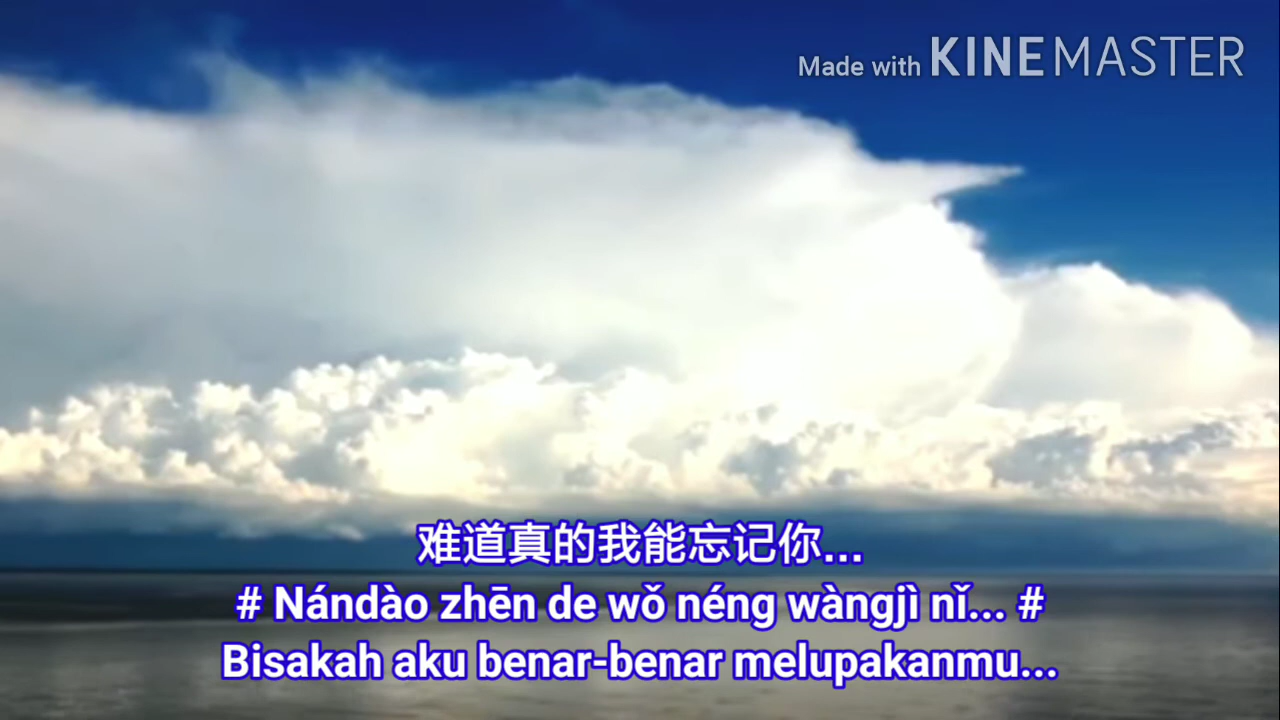 Made with KINEMASTER
难道真的我能忘记你...
# Nándào zhēn de wǒ néng wàngjì nǐ... #
Bisakah aku benar-benar melupakanmu...